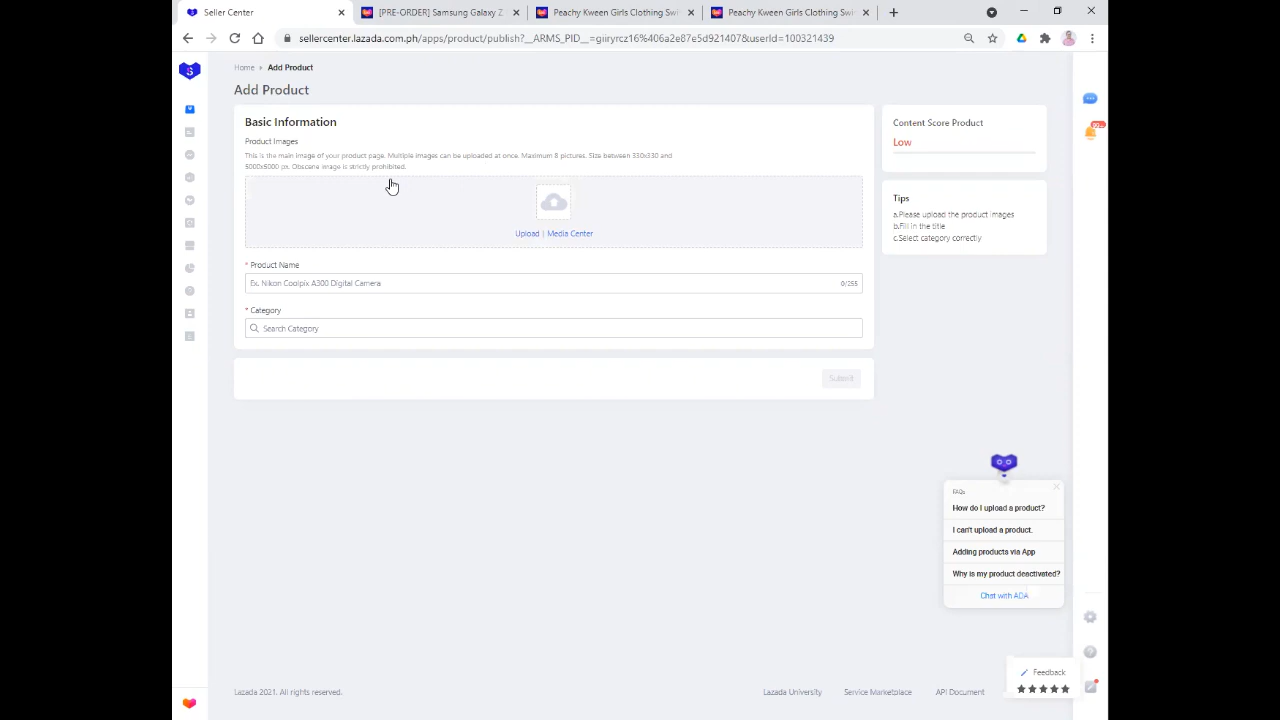 Seller Center
[PRE-ORDER] Samsung Galaxy Z
Peachy Kween Girl Clothing Swi
Peachy Kween Girl Clothing Swi
sellercenter.lazada.com.ph/apps/product/publish?__ARMS_PID__=giiryrcz16%406a2e87e5d921407&userId=100321439
Home > Add Product
Add Product
Basic Information
Product Images
This is the main image of your product page. Multiple images can be uploaded at once. Maximum 8 pictures. Size between 330x330 and
5000x5000 px. Obscene image is strictly prohibited.
Upload | Media Center
* Product Name
Ex. Nikon Coolpix A300 Digital Camera
0/255
* Category
Search Category
Submit
Content Score Product
Low
Tips
a.Please upload the product images
b.Fill in the title
c.Select category correctly
FAQs
How do I upload a product?
I can't upload a product.
Adding products via App
Why is my product deactivated?
Chat with ADA
Feedback
Lazada 2021. All rights reserved.
Lazada University
Service Marketplace
API Document